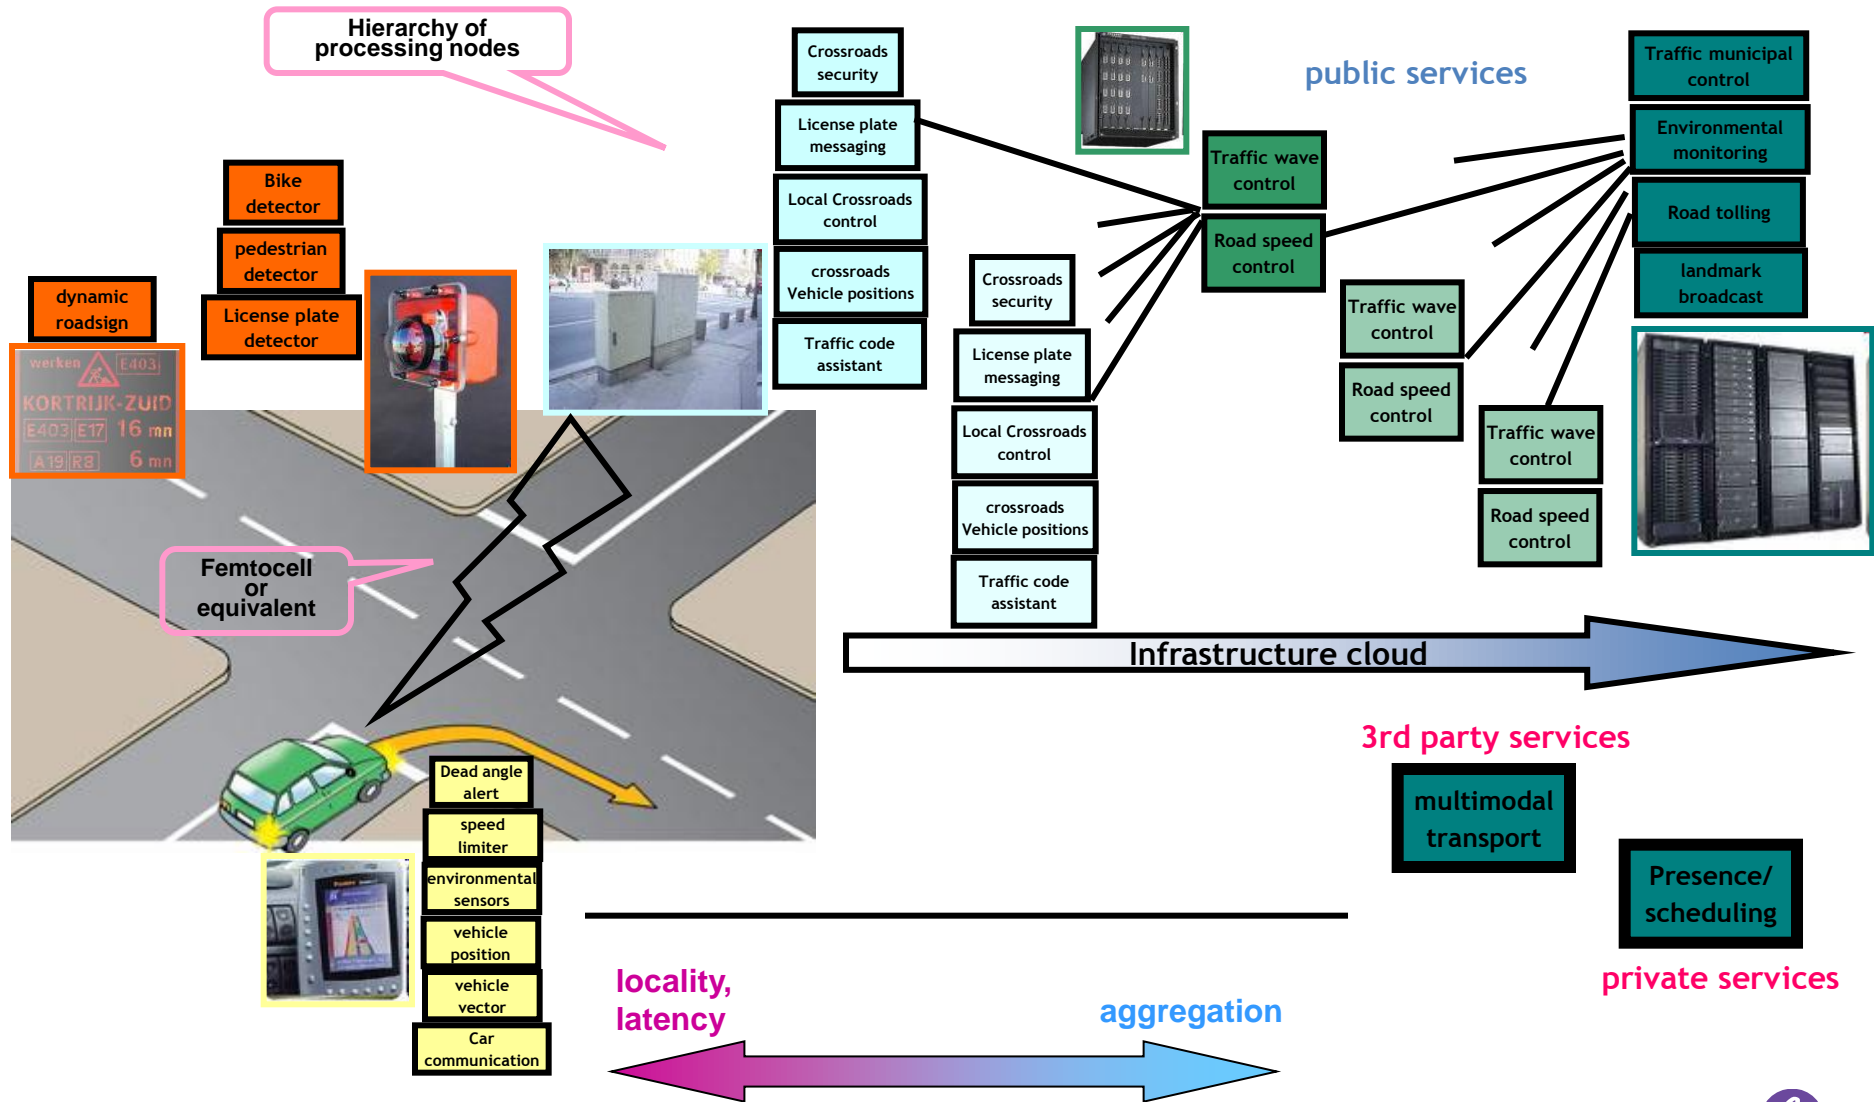 Hierarchy of
processing nodes
Crossroads
security
License plate
messaging
Local Crossroads
control
crossroads
Vehicle positions
Traffic code
assistant
public services
Traffic municipal
control
Environmental
monitoring
Road tolling
landmark
broadcast
Traffic wave
control
Road speed
control
Bike
detector
pedestrian
detector
License plate
detector
dynamic
roadsign
werken E403
KORTRIJK-ZUID
E403 E17 16 mn
A19 R8 6 mn
Crossroads
security
License plate
messaging
Local Crossroads
control
crossroads
Vehicle positions
Traffic code
assistant
Traffic wave
control
Road speed
control
Traffic wave
control
Road speed
control
Femtocell
or
equivalent
Infrastructure cloud
3rd party services
multimodal
transport
Presence/
scheduling
private services
Dead angle
alert
speed
limiter
environmental
sensors
vehicle
position
vehicle
vector
Car
communication
locality,
latency
aggregation